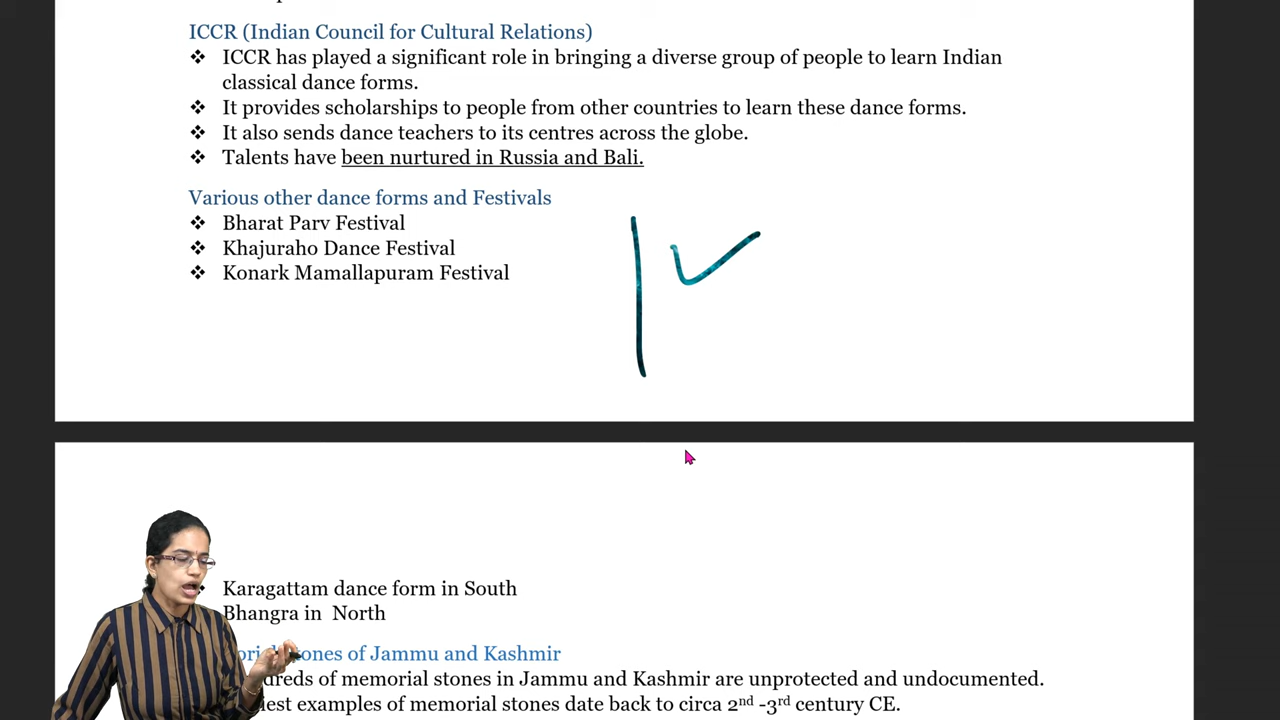 ICCR (Indian Council for Cultural Relations)
❖ ICCR has played a significant role in bringing a diverse group of people to learn Indian
classical dance forms.
❖ It provides scholarships to people from other countries to learn these dance forms.
❖ It also sends dance teachers to its centres across the globe.
❖ Talents have been nurtured in Russia and Bali.
Various other dance forms and Festivals
❖ Bharat Parv Festival
❖ Khajuraho Dance Festival
❖ Konark Mamallapuram Festival
Karagattam dance form in South
Bhangra in North
of Jammu and Kashmir
of memorial stones in Jammu and Kashmir are unprotected and undocumented.
examples of memorial stones date back to circa 2nd -3rd century CE.